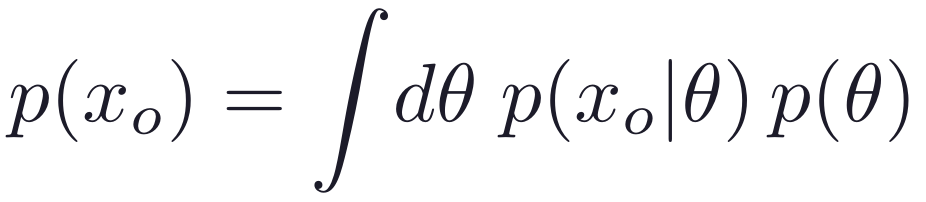 p(x_o) = ∫ dθ p(x_o|θ) p(θ)